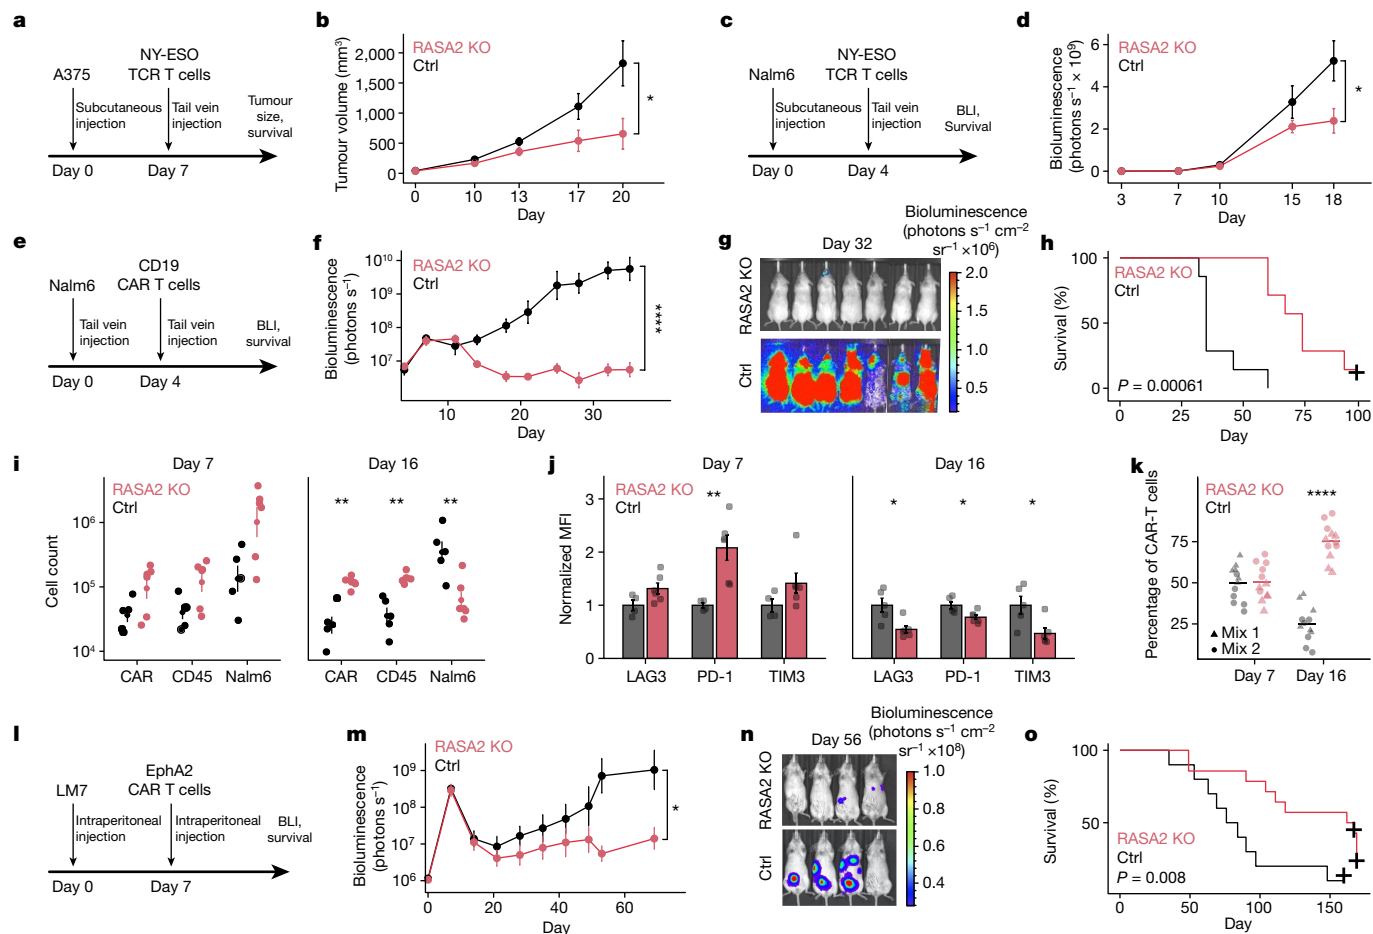 a
A375
NY-ESO
TCR T cells
Subcutaneous
injection
Tail vein
injection
Tumour
size,
survival
Day 0
Day 7
b
RASA2 KO
Ctrl
Tumour volume (mm³)
2,000
1,500
1,000
500
0
*
0
10
13
17
20
Day
c
Nalm6
NY-ESO
TCR T cells
Subcutaneous
injection
Tail vein
injection
BLI,
Survival
Day 0
Day 4
d
RASA2 KO
Ctrl
Bioluminescence
(photons s⁻¹ × 10⁹)
6
4
2
0
*
3
7
10
15
18
Day
e
Nalm6
CD19
CAR T cells
Tail vein
injection
Tail vein
injection
BLI,
survival
Day 0
Day 4
f
RASA2 KO
Ctrl
Bioluminescence
(photons s⁻¹)
10¹⁰
10⁹
10⁸
10⁷
****
10
20
30
Day
g
Day 32
Bioluminescence
(photons s⁻¹ cm⁻²
sr⁻¹ ×10⁶)
RASA2 KO
Ctrl
2.0
1.5
1.0
0.5
h
RASA2 KO
Ctrl
Survival (%)
100
50
0
P = 0.00061
0
25
50
75
100
Day
i
Day 7
Day 16
RASA2 KO
Ctrl
Cell count
10⁶
10⁵
10⁴
**
**
**
CAR
CD45
Nalm6
CAR
CD45
Nalm6
j
Day 7
Day 16
RASA2 KO
Ctrl
Normalized MFI
3
2
1
0
**
*
*
*
LAG3
PD-1
TIM3
LAG3
PD-1
TIM3
k
RASA2 KO
Ctrl
****
Percentage of CAR-T cells
75
50
25
Mix 1
Mix 2
Day 7
Day 16
l
LM7
EphA2
CAR T cells
Intraperitoneal
injection
Intraperitoneal
injection
BLI,
survival
Day 0
Day 7
m
RASA2 KO
Ctrl
Bioluminescence
(photons s⁻¹)
10⁹
10⁸
10⁷
10⁶
*
0
20
40
60
Day
n
Day 56
Bioluminescence
(photons s⁻¹ cm⁻²
sr⁻¹ ×10⁸)
RASA2 KO
Ctrl
1.0
0.8
0.6
0.4
o
Survival (%)
100
50
0
RASA2 KO
Ctrl
P = 0.008
0
50
100
150
Day